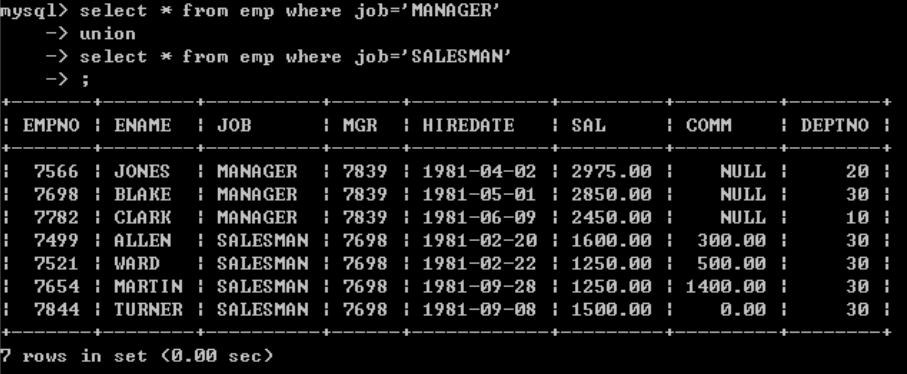 mysql> select * from emp where job='MANAGER'
    -> union
    -> select * from emp where job='SALESMAN'
    -> ;
+-------+--------+----------+------+------------+---------+---------+--------+
| EMPNO | ENAME  | JOB      | MGR  | HIREDATE   | SAL     | COMM    | DEPTNO |
+-------+--------+----------+------+------------+---------+---------+--------+
|  7566 | JONES  | MANAGER  | 7839 | 1981-04-02 | 2975.00 |    NULL |     20 |
|  7698 | BLAKE  | MANAGER  | 7839 | 1981-05-01 | 2850.00 |    NULL |     30 |
|  7782 | CLARK  | MANAGER  | 7839 | 1981-06-09 | 2450.00 |    NULL |     10 |
|  7499 | ALLEN  | SALESMAN | 7698 | 1981-02-20 | 1600.00 |  300.00 |     30 |
|  7521 | WARD   | SALESMAN | 7698 | 1981-02-22 | 1250.00 |  500.00 |     30 |
|  7654 | MARTIN | SALESMAN | 7698 | 1981-09-28 | 1250.00 | 1400.00 |     30 |
|  7844 | TURNER | SALESMAN | 7698 | 1981-09-08 | 1500.00 |    0.00 |     30 |
+-------+--------+----------+------+------------+---------+---------+--------+
7 rows in set (0.00 sec)